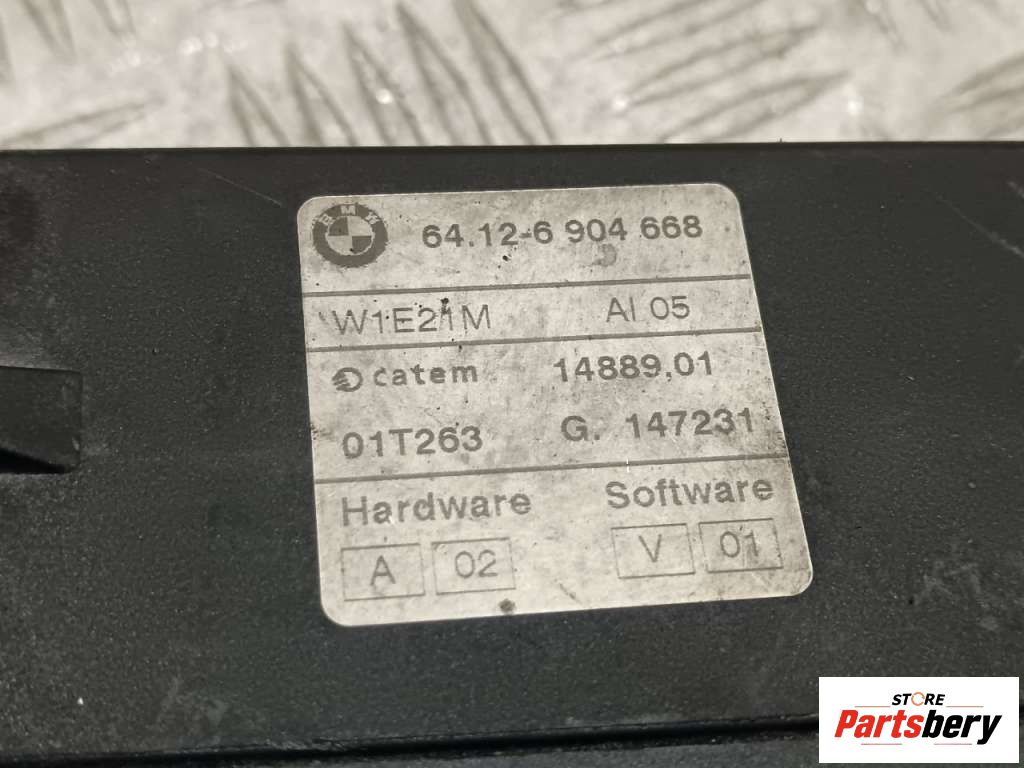 BMW
64.12-6 904 668
W1E21M AI 05
catem 14889.01
01T263 G. 147231
Hardware Software
A 02 V 01
STORE
Partsbery